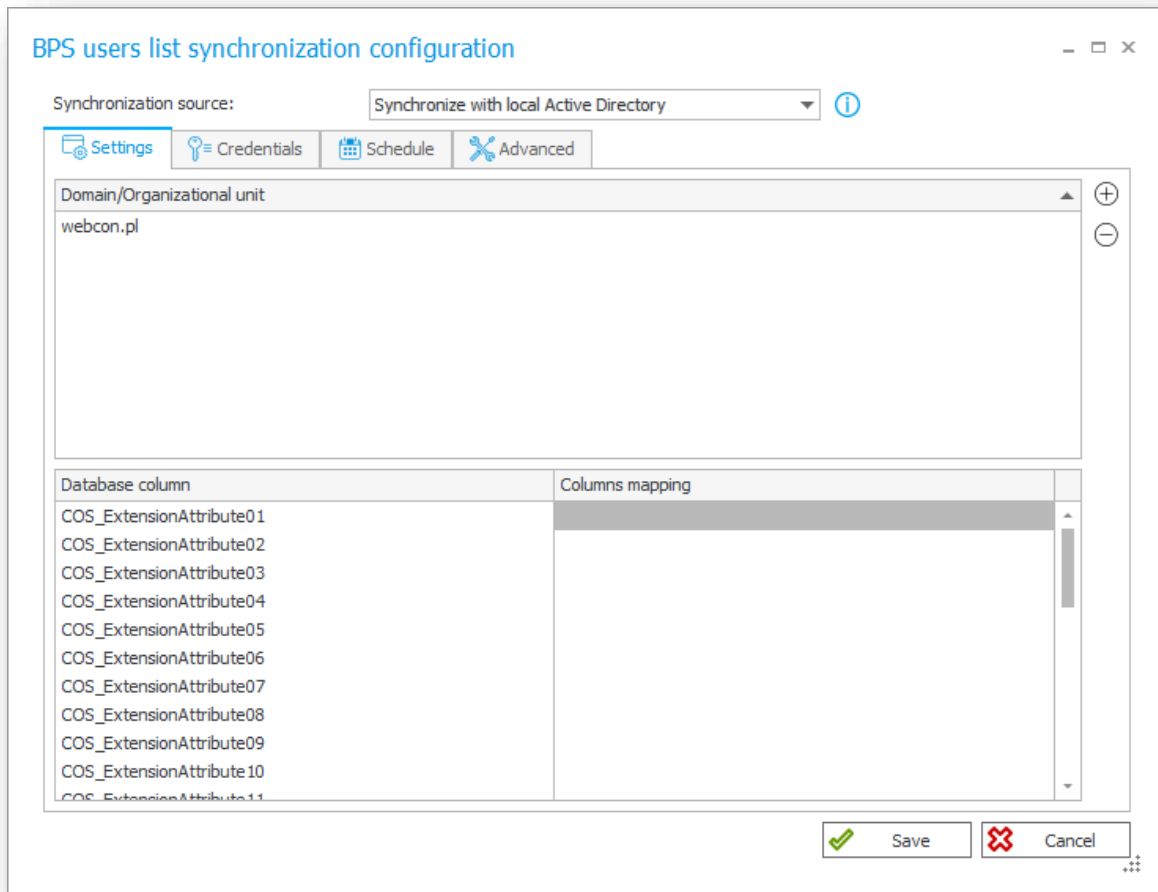 BPS users list synchronization configuration
Synchronization source: Synchronize with local Active Directory
Settings Credentials Schedule Advanced
Domain/Organizational unit
webcon.pl
Database column Columns mapping
COS_ExtensionAttribute01
COS_ExtensionAttribute02
COS_ExtensionAttribute03
COS_ExtensionAttribute04
COS_ExtensionAttribute05
COS_ExtensionAttribute06
COS_ExtensionAttribute07
COS_ExtensionAttribute08
COS_ExtensionAttribute09
COS_ExtensionAttribute10
COS_ExtensionAttribute11
Save Cancel